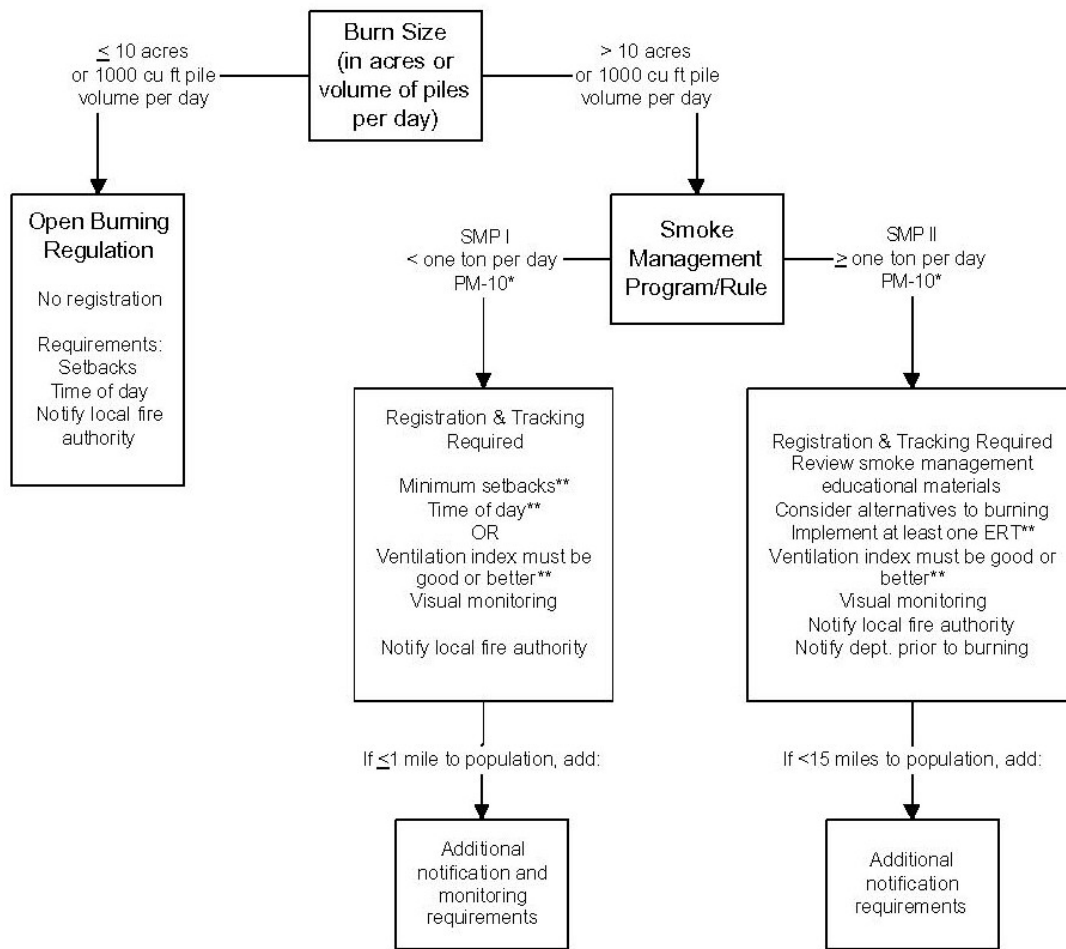 Burn Size
(in acres or
volume of piles
per day)
≤ 10 acres
or 1000 cu ft pile
volume per day
> 10 acres
or 1000 cu ft pile
volume per day
Open Burning
Regulation
No registration
Requirements:
Setbacks
Time of day
Notify local fire
authority
Smoke
Management
Program/Rule
SMP I
< one ton per day
PM-10*
SMP II
≥ one ton per day
PM-10*
Registration & Tracking
Required
Minimum setbacks**
Time of day**
OR
Ventilation index must be
good or better**
Visual monitoring
Notify local fire authority
Registration & Tracking Required
Review smoke management
educational materials
Consider alternatives to burning
Implement at least one ERT**
Ventilation index must be good or
better**
Visual monitoring
Notify local fire authority
Notify dept. prior to burning
If ≤1 mile to population, add:
If <15 miles to population, add:
Additional
notification and
monitoring
requirements
Additional
notification
requirements